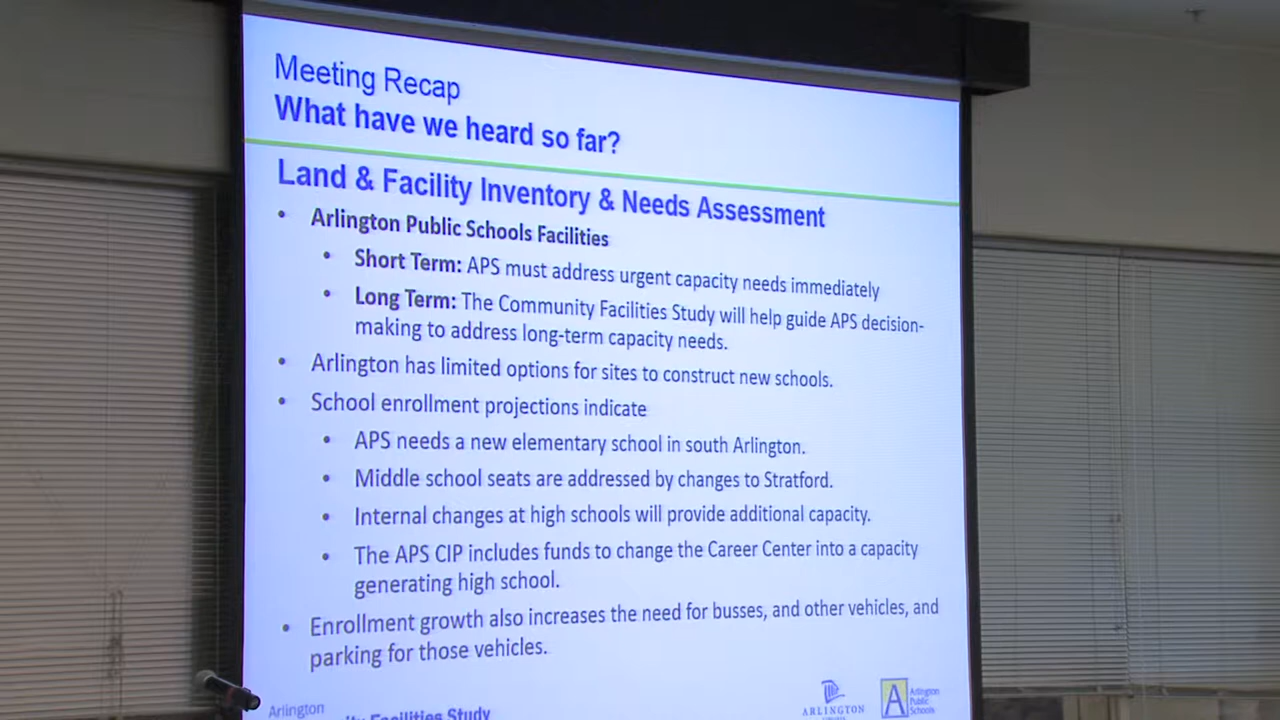 Meeting Recap
What have we heard so far?
Land & Facility Inventory & Needs Assessment
• Arlington Public Schools Facilities
• Short Term: APS must address urgent capacity needs immediately
• Long Term: The Community Facilities Study will help guide APS decision-
making to address long-term capacity needs.
• Arlington has limited options for sites to construct new schools.
• School enrollment projections indicate
• APS needs a new elementary school in south Arlington.
• Middle school seats are addressed by changes to Stratford.
• Internal changes at high schools will provide additional capacity.
• The APS CIP includes funds to change the Career Center into a capacity
generating high school.
• Enrollment growth also increases the need for busses, and other vehicles, and
parking for those vehicles.
Arlington
Facilities Study
ARLINGTON
A
Arlington
Public
Schools